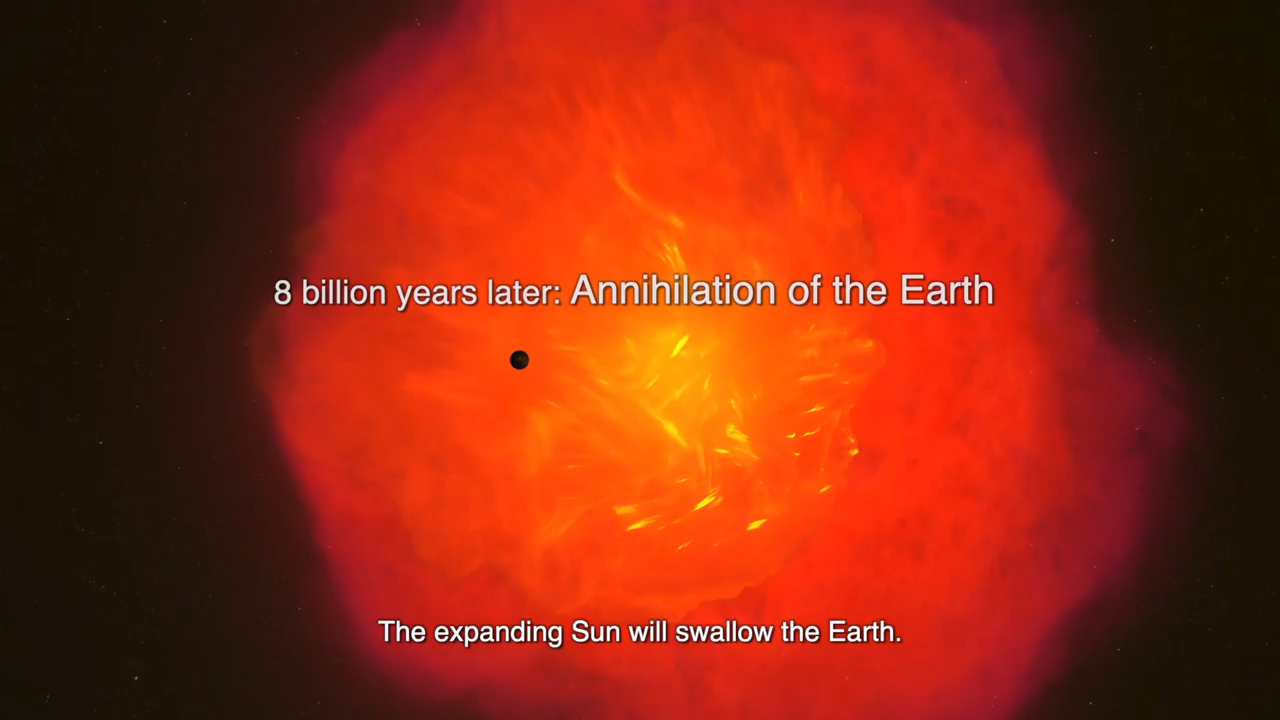 8 billion years later: Annihilation of the Earth
The expanding Sun will swallow the Earth.